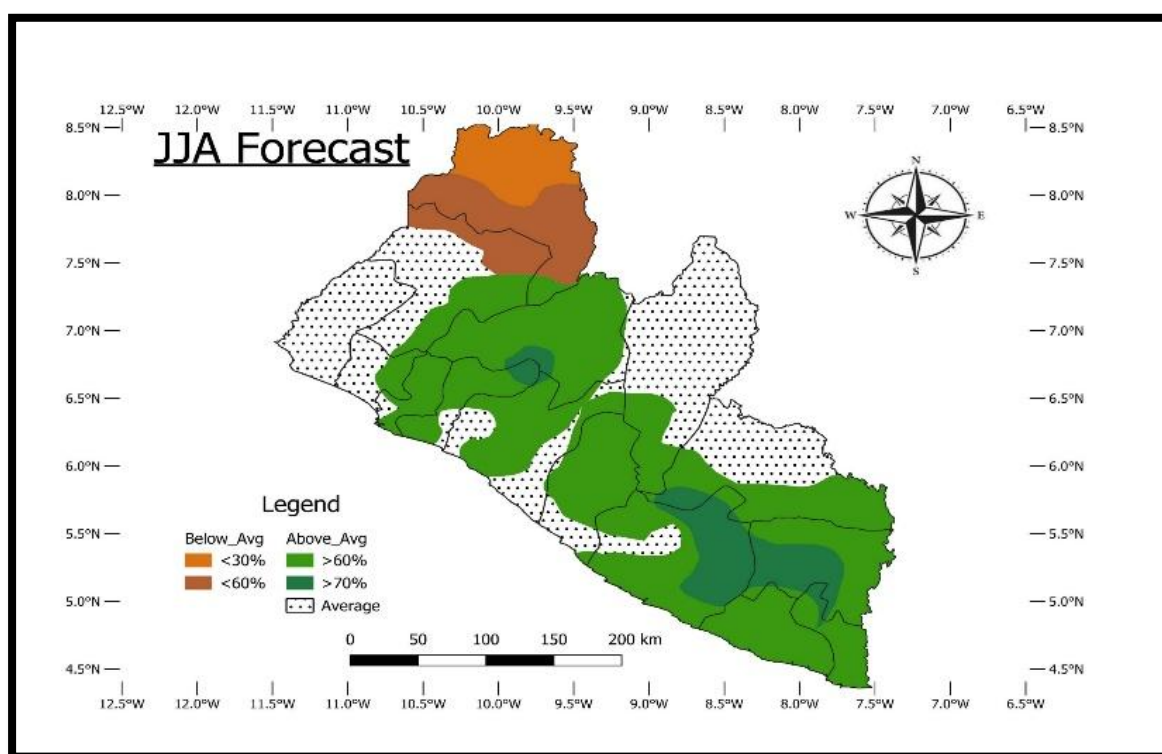 12.5°W 12.0°W 11.5°W 11.0°W 10.5°W 10.0°W 9.5°W 9.0°W 8.5°W 8.0°W 7.5°W 7.0°W 6.5°W
8.5°N 8.5°N
JJA Forecast
N
8.0°N 8.0°N
W E
S
7.5°N 7.5°N
7.0°N 7.0°N
6.5°N 6.5°N
6.0°N 6.0°N
Legend
Below_Avg Above_Avg
5.5°N 5.5°N
<30% >60%
<60% >70%
5.0°N 5.0°N
Average
0 50 100 150 200 km
4.5°N 4.5°N
12.5°W 12.0°W 11.5°W 11.0°W 10.5°W 10.0°W 9.5°W 9.0°W 8.5°W 8.0°W 7.5°W 7.0°W 6.5°W